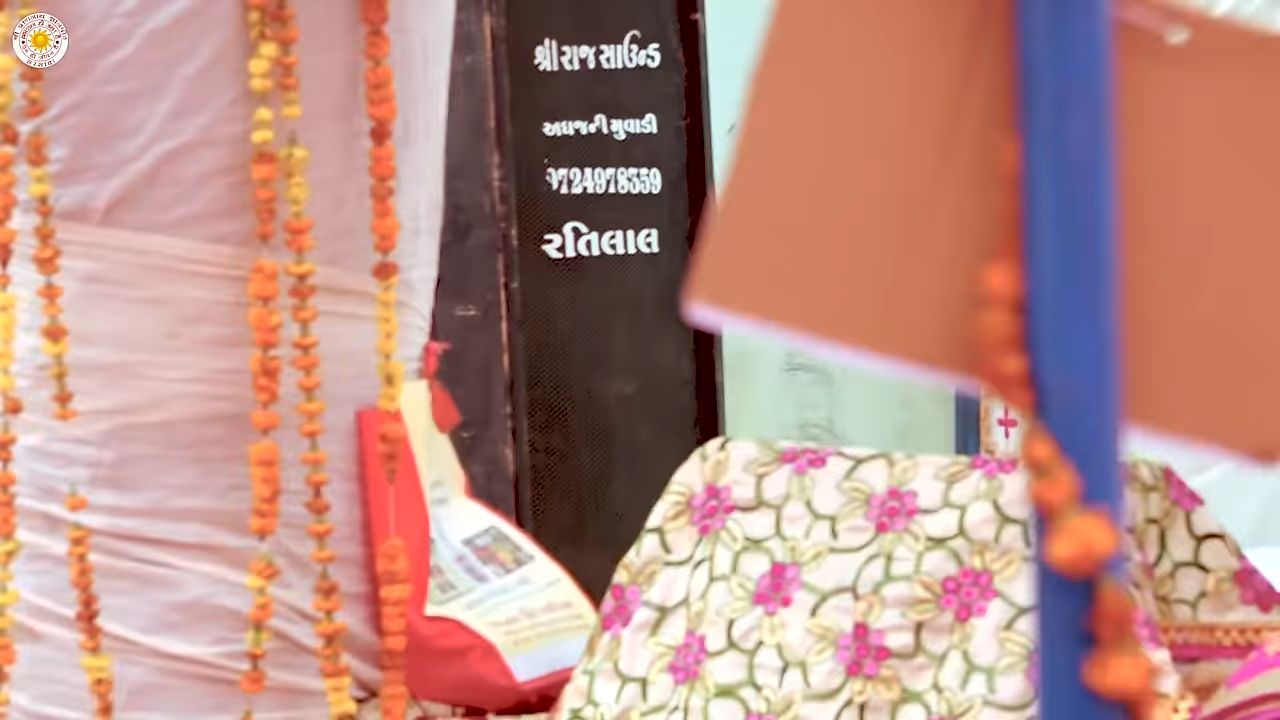 શ્રી રાજ સાઉન્ડ
અઘજની મુવાડી
9724978359
રતિલાલ